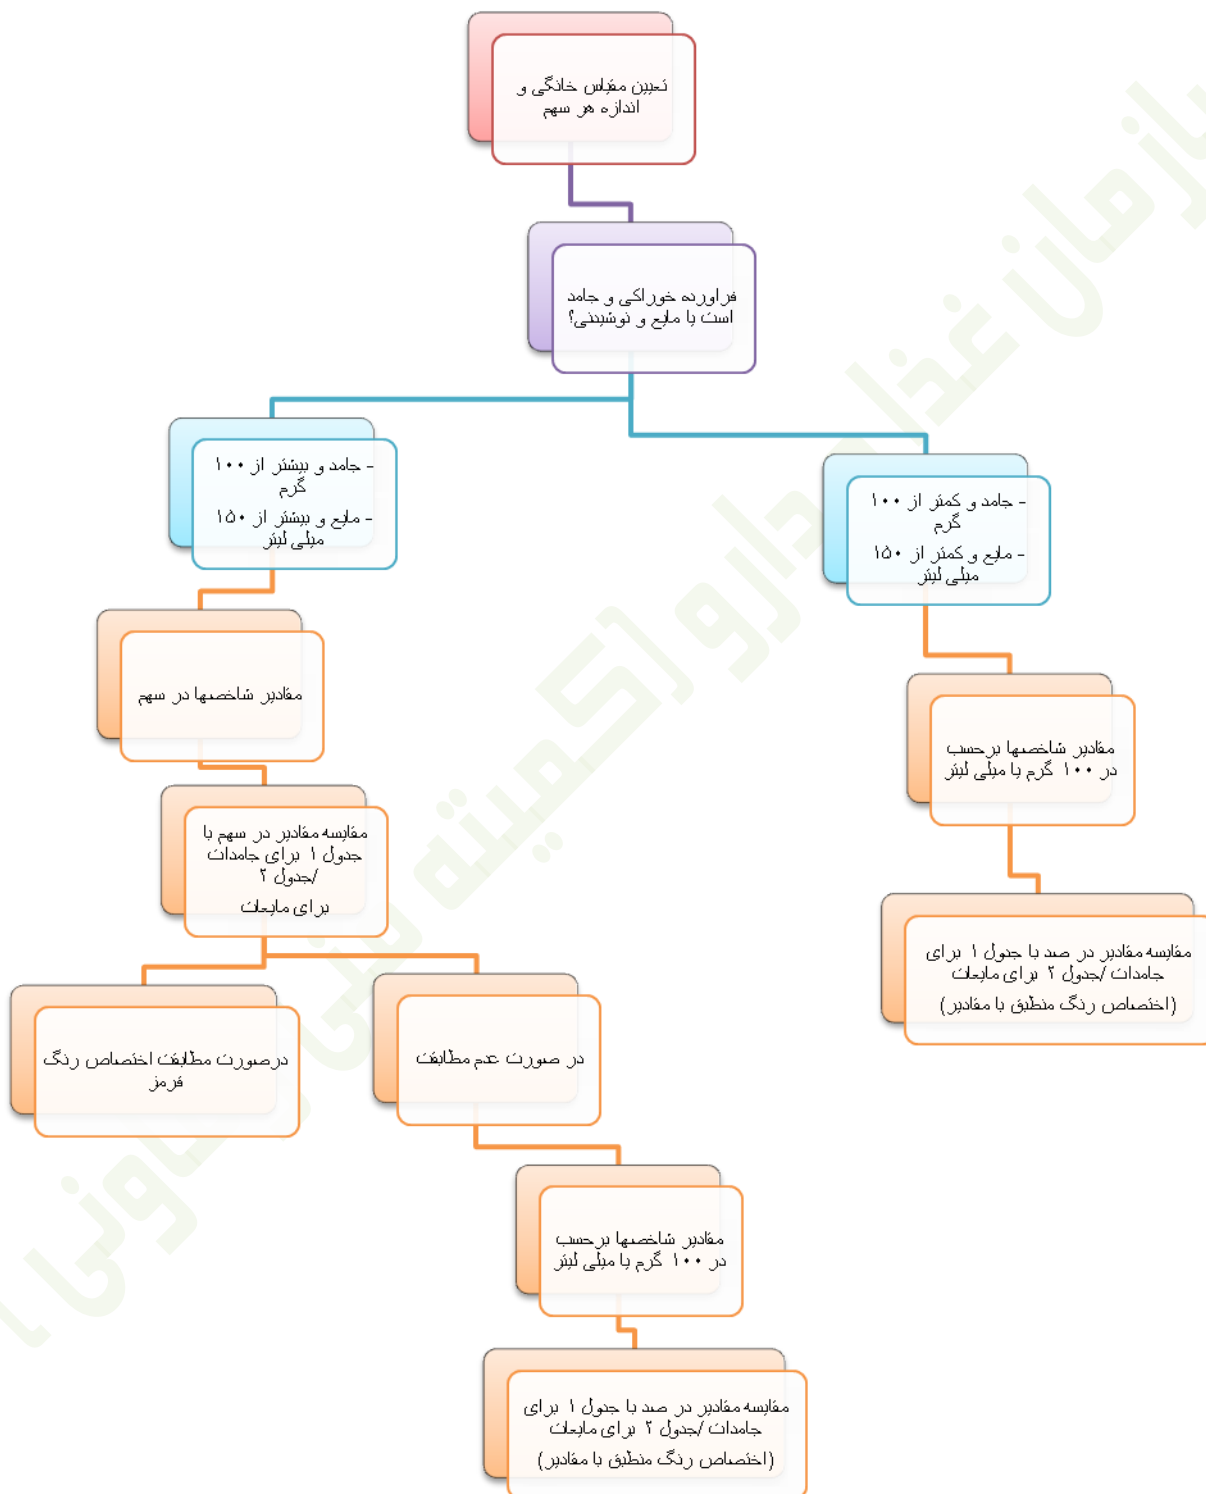 تعیین مقیاس خانگی و
اندازه هر سهم
فراورده خوراکی و جامد
است یا مایع و نوشیدنی؟
- جامد و بیشتر از ۱۰۰
گرم
- مایع و بیشتر از ۱۵۰
میلی لیتر
- جامد و کمتر از ۱۰۰
گرم
- مایع و کمتر از ۱۵۰
میلی لیتر
مقادیر شاخصها در سهم
مقادیر شاخصها برحسب
در ۱۰۰ گرم یا میلی لیتر
مقایسه مقادیر در سهم با
جدول ۱ برای جامدات
/جدول ۲
برای مایعات
مقایسه مقادیر در صد با جدول ۱ برای
جامدات /جدول ۲ برای مایعات
(اختصاص رنگ منطبق با مقادیر)
درصورت مطابقت اختصاص رنگ
قرمز
در صورت عدم مطابقت
مقادیر شاخصها برحسب
در ۱۰۰ گرم یا میلی لیتر
مقایسه مقادیر در صد با جدول ۱ برای
جامدات /جدول ۲ برای مایعات
(اختصاص رنگ منطبق با مقادیر)